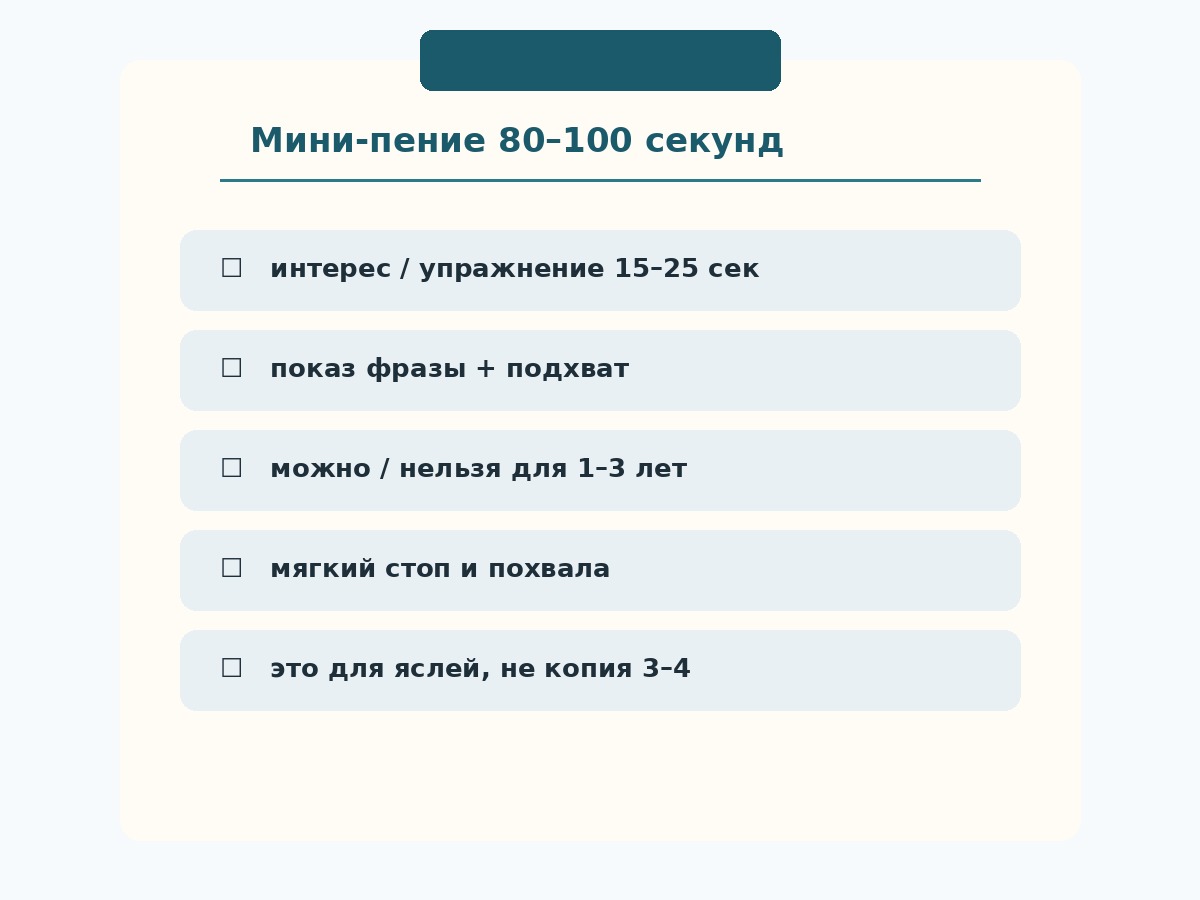 Мини-пение 80–100 секунд
☐ интерес / упражнение 15–25 сек
☐ показ фразы + подхват
☐ можно / нельзя для 1–3 лет
☐ мягкий стоп и похвала
☐ это для яслей, не копия 3–4